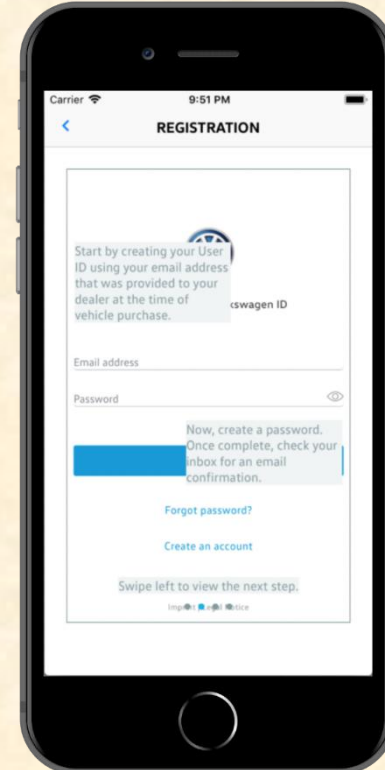 Carrier 9:51 PM
REGISTRATION
Start by creating your User
ID using your email address
that was provided to your
dealer at the time of
vehicle purchase.
kswagen ID
Email address
Password
Now, create a password.
Once complete, check your
inbox for an email
confirmation.
Forgot password?
Create an account
Swipe left to view the next step.
Notice